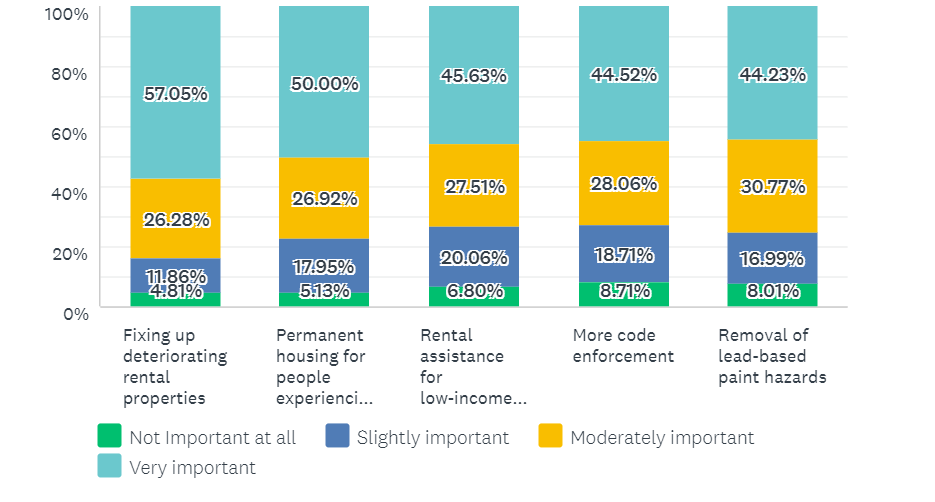 100%
80%
60%
40%
20%
0%
57.05%
26.28%
11.86%
4.81%
50.00%
26.92%
17.95%
5.13%
45.63%
27.51%
20.06%
6.80%
44.52%
28.06%
18.71%
8.71%
44.23%
30.77%
16.99%
8.01%
Fixing up
deteriorating
rental
properties
Permanent
housing for
people
experienci...
Rental
assistance
for
low-income...
More code
enforcement
Removal of
lead-based
paint hazards
Not Important at all
Slightly important
Moderately important
Very important